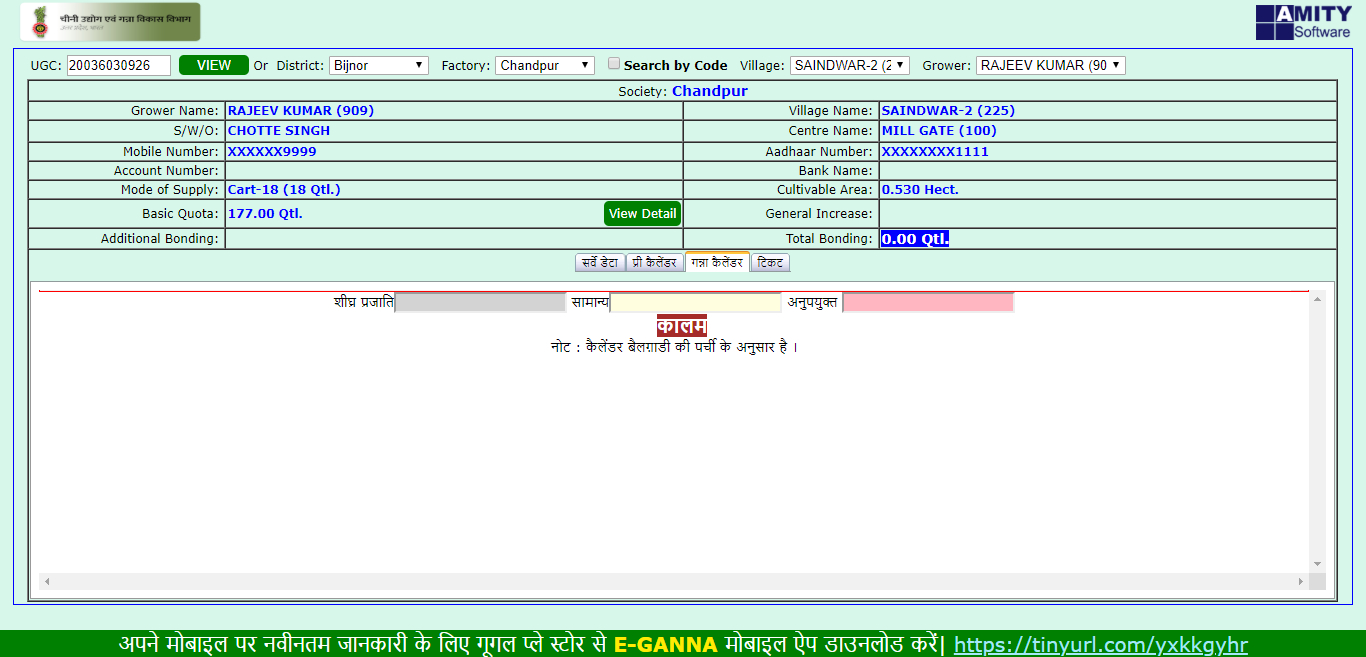 चीनी उद्योग एवं गन्ना विकास विभाग
AMITY
Software
UGC: 20036030926 VIEW Or District: Bijnor Factory: Chandpur Search by Code Village: SAINDWAR-2 (2 Grower: RAJEEV KUMAR (90
Society: Chandpur
Grower Name: RAJEEV KUMAR (909) Village Name: SAINDWAR-2 (225)
S/W/O: CHOTTE SINGH Centre Name: MILL GATE (100)
Mobile Number: XXXXXX9999 Aadhaar Number: XXXXXXXX1111
Account Number: Bank Name:
Mode of Supply: Cart-18 (18 Qtl.) Cultivable Area: 0.530 Hect.
Basic Quota: 177.00 Qtl. View Detail General Increase:
Additional Bonding: Total Bonding: 0.00 Qtl.
सर्वे डेटा प्री कैलेंडर गन्ना कैलेंडर टिकट
शीघ्र प्रजाति सामान्य अनुपयुक्त
कालम
नोट : कैलेंडर बैलग़ाडी की पर्ची के अनुसार है ।
अपने मोबाइल पर नवीनतम जानकारी के लिए गूगल प्ले स्टोर से E-GANNA मोबाइल ऐप डाउनलोड करें| https://tinyurl.com/yxkkgyhr